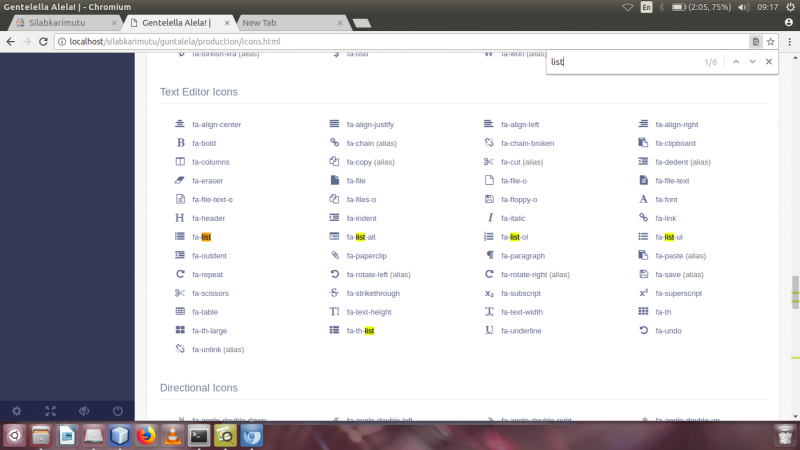 Gentelella Alela! | - Chromium
En (2:05, 75%) 09:17
Silabkarimutu Gentelella Alela! | New Tab
localhost/silabkarimutu/guntalela/production/icons.html
list 1/6
fa-turkish-lira (alias) fa-usd fa-won (alias)
Text Editor Icons
fa-align-center fa-align-justify fa-align-left fa-align-right
fa-bold fa-chain (alias) fa-chain-broken fa-clipboard
fa-columns fa-copy (alias) fa-cut (alias) fa-dedent (alias)
fa-eraser fa-file fa-file-o fa-file-text
fa-file-text-o fa-files-o fa-floppy-o fa-font
fa-header fa-indent fa-italic fa-link
fa-list fa-list-alt fa-list-ol fa-list-ul
fa-outdent fa-paperclip fa-paragraph fa-paste (alias)
fa-repeat fa-rotate-left (alias) fa-rotate-right (alias) fa-save (alias)
fa-scissors fa-strikethrough fa-subscript fa-superscript
fa-table fa-text-height fa-text-width fa-th
fa-th-large fa-th-list fa-underline fa-undo
fa-unlink (alias)
Directional Icons
fa-angle-double-down fa-angle-double-left fa-angle-double-right fa-angle-double-up